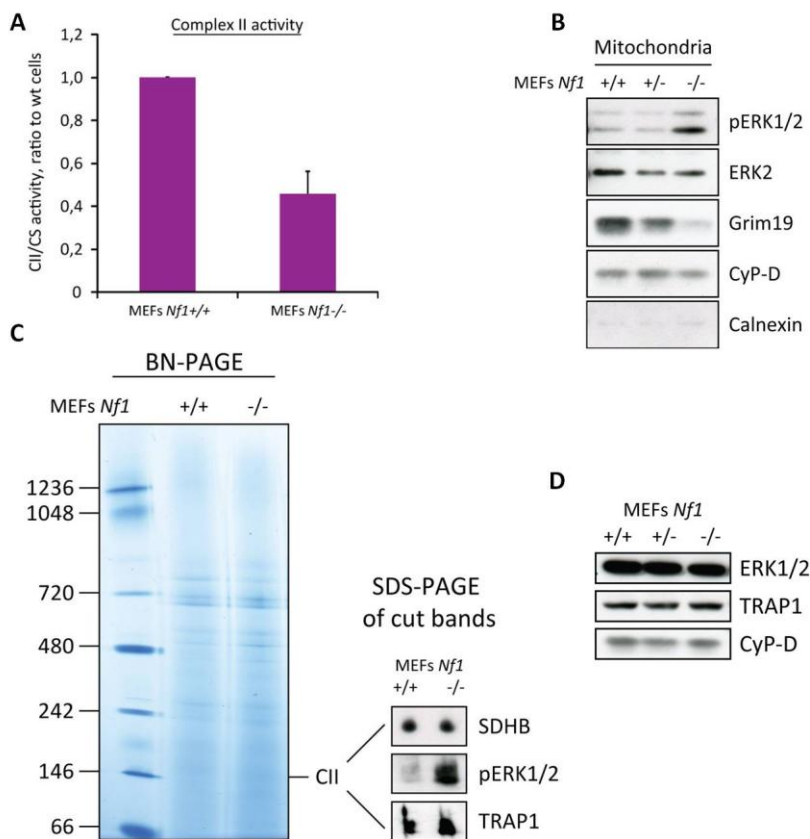 A
Complex II activity
CII/CS activity, ratio to wt cells
1,2
1,0
0,8
0,6
0,4
0,2
0
MEFs Nf1+/+ MEFs Nf1-/-
B
Mitochondria
MEFs Nf1 +/+ +/- -/-
pERK1/2
ERK2
Grim19
CyP-D
Calnexin
C
BN-PAGE
MEFs Nf1 +/+ -/-
1236
1048
720
480
242
146
66
CII
SDS-PAGE
of cut bands
MEFs Nf1
+/+ -/-
SDHB
pERK1/2
TRAP1
D
MEFs Nf1
+/+ +/- -/-
ERK1/2
TRAP1
CyP-D